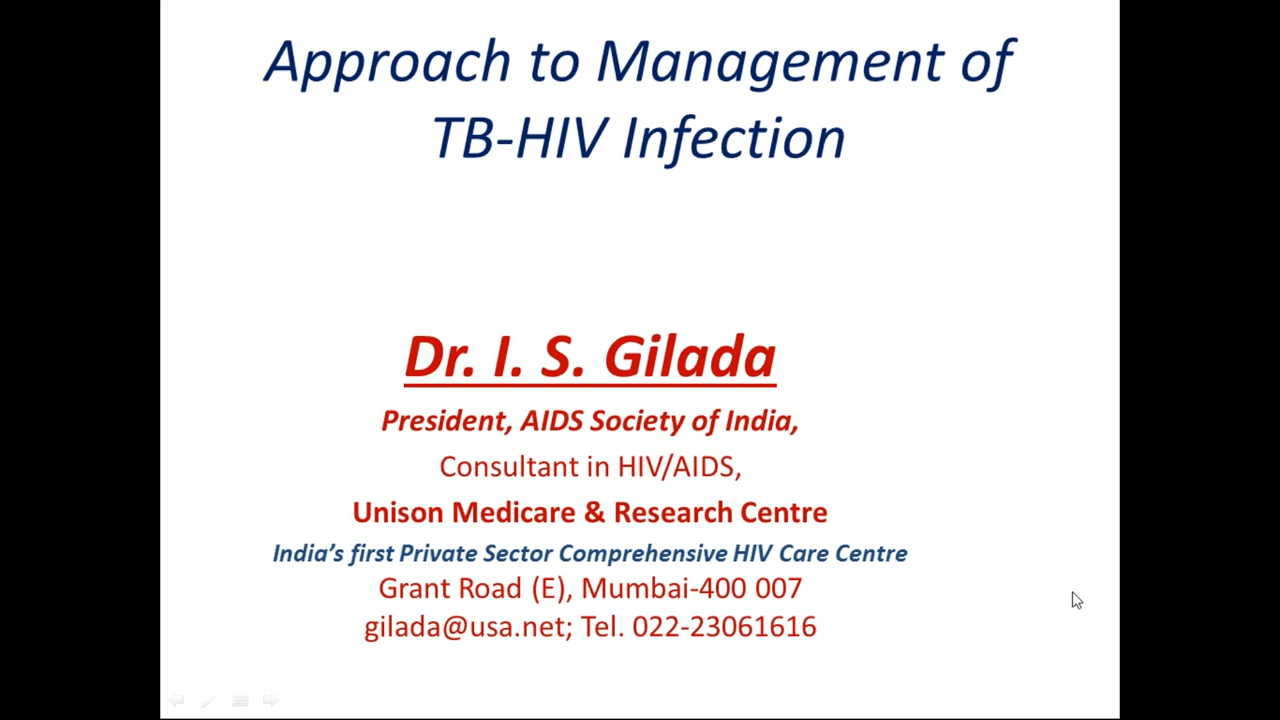 Approach to Management of
TB-HIV Infection
Dr. I. S. Gilada
President, AIDS Society of India,
Consultant in HIV/AIDS,
Unison Medicare & Research Centre
India’s first Private Sector Comprehensive HIV Care Centre
Grant Road (E), Mumbai-400 007
gilada@usa.net; Tel. 022-23061616